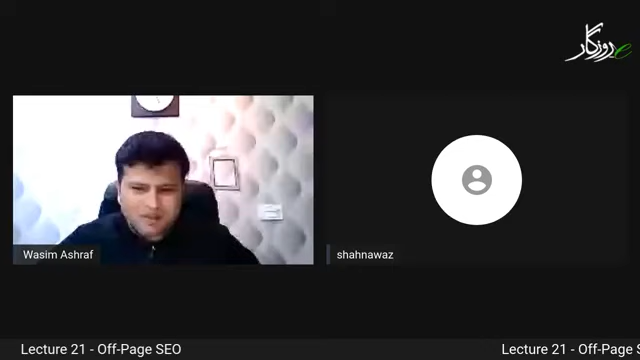 روزگار
e
Wasim Ashraf
shahnawaz
Lecture 21 - Off-Page SEO
Lecture 21 - Off-Page S